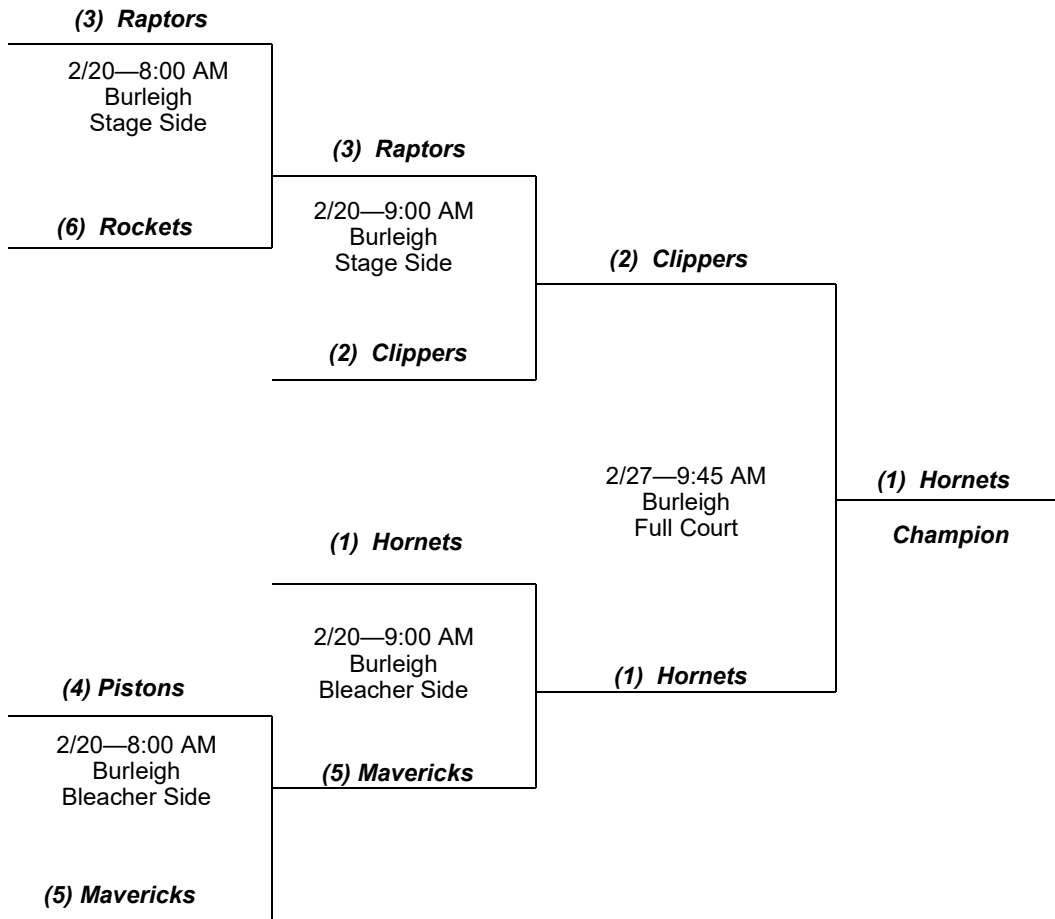 (3) Raptors
2/20—8:00 AM
Burleigh
Stage Side
(6) Rockets
(3) Raptors
2/20—9:00 AM
Burleigh
Stage Side
(2) Clippers
(2) Clippers
2/27—9:45 AM
Burleigh
Full Court
(1) Hornets
Champion
(1) Hornets
2/20—9:00 AM
Burleigh
Bleacher Side
(1) Hornets
(5) Mavericks
(4) Pistons
2/20—8:00 AM
Burleigh
Bleacher Side
(5) Mavericks